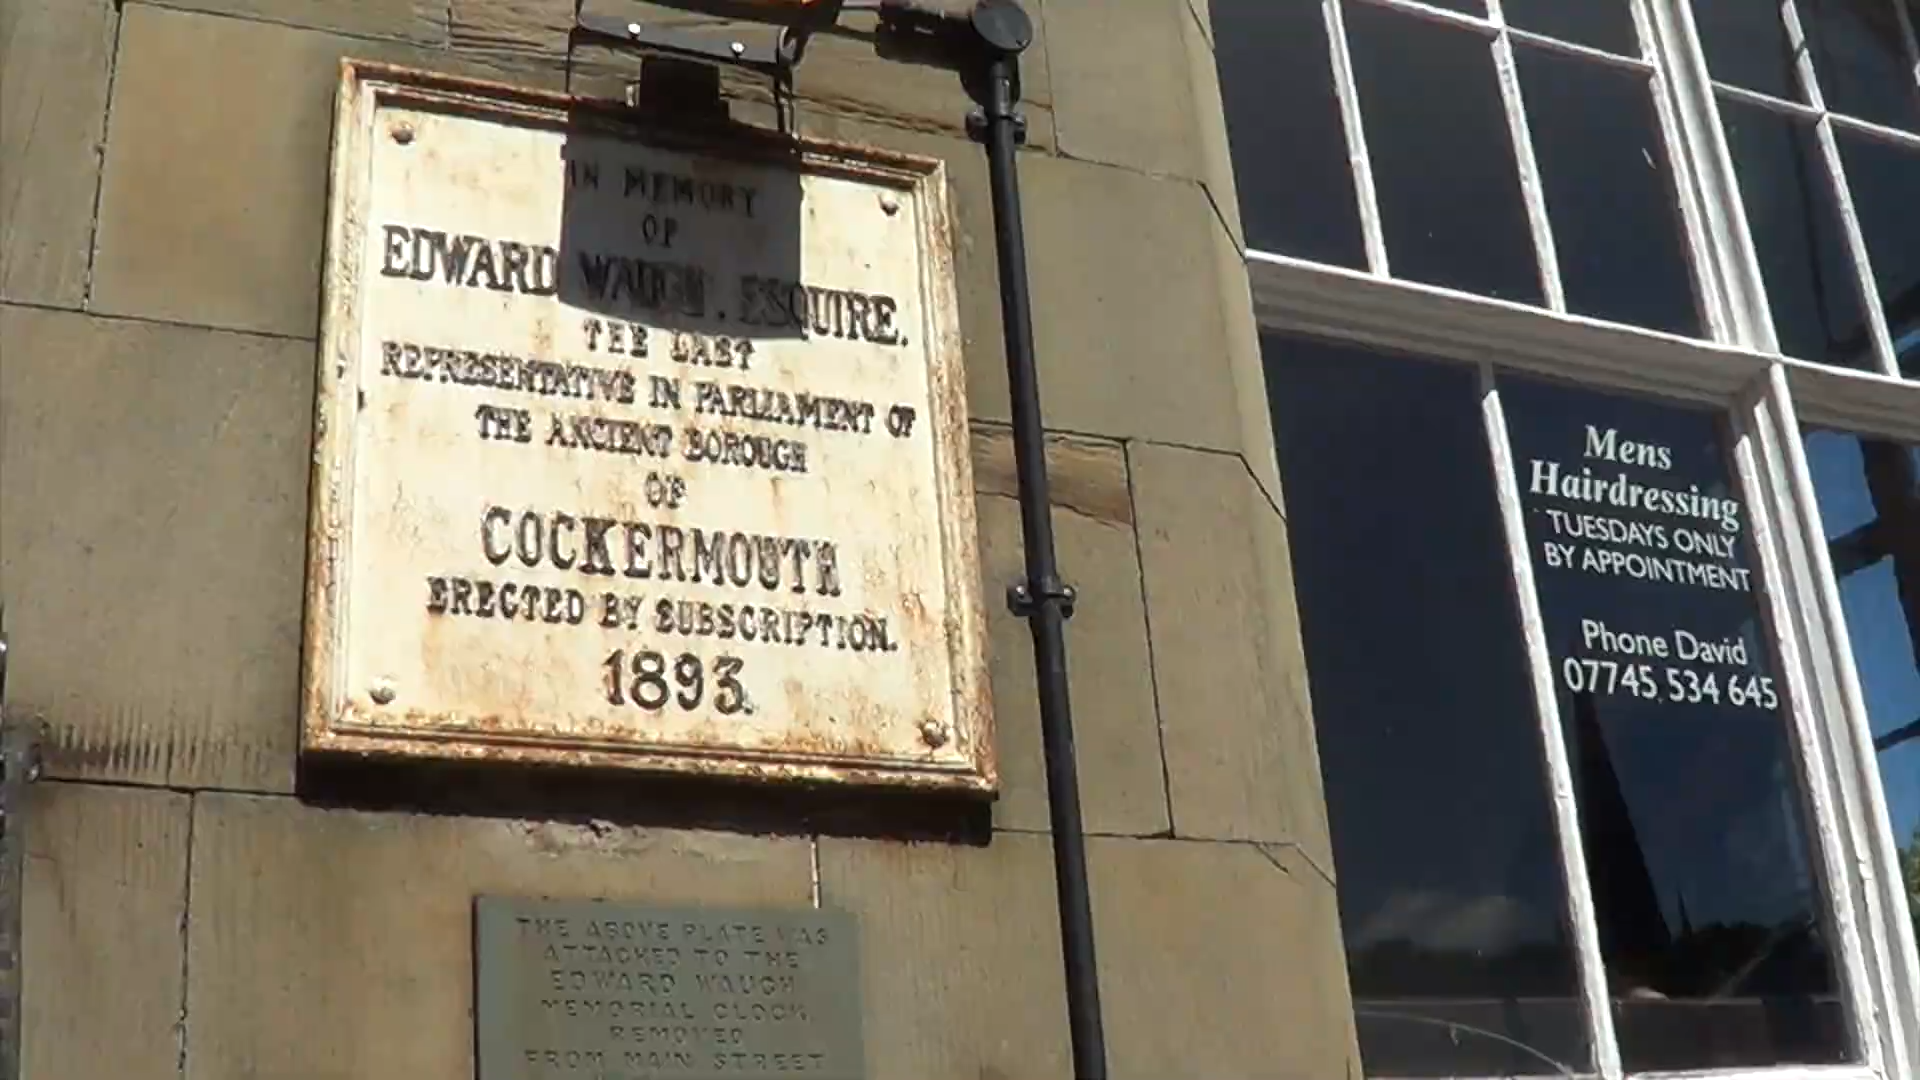 IN MEMORY
OF
EDWARD WAUGH. ESQUIRE.
THE LAST
REPRESENTATIVE IN PARLIAMENT OF
THE ANCIENT BOROUGH
OF
COCKERMOUTH
ERECTED BY SUBSCRIPTION.
1893.
THE ABOVE PLATE WAS
ATTACHED TO THE
EDWARD WAUGH
MEMORIAL CLOCK,
REMOVED
FROM MAIN STREET
Mens
Hairdressing
TUESDAYS ONLY
BY APPOINTMENT
Phone David
07745 534 645